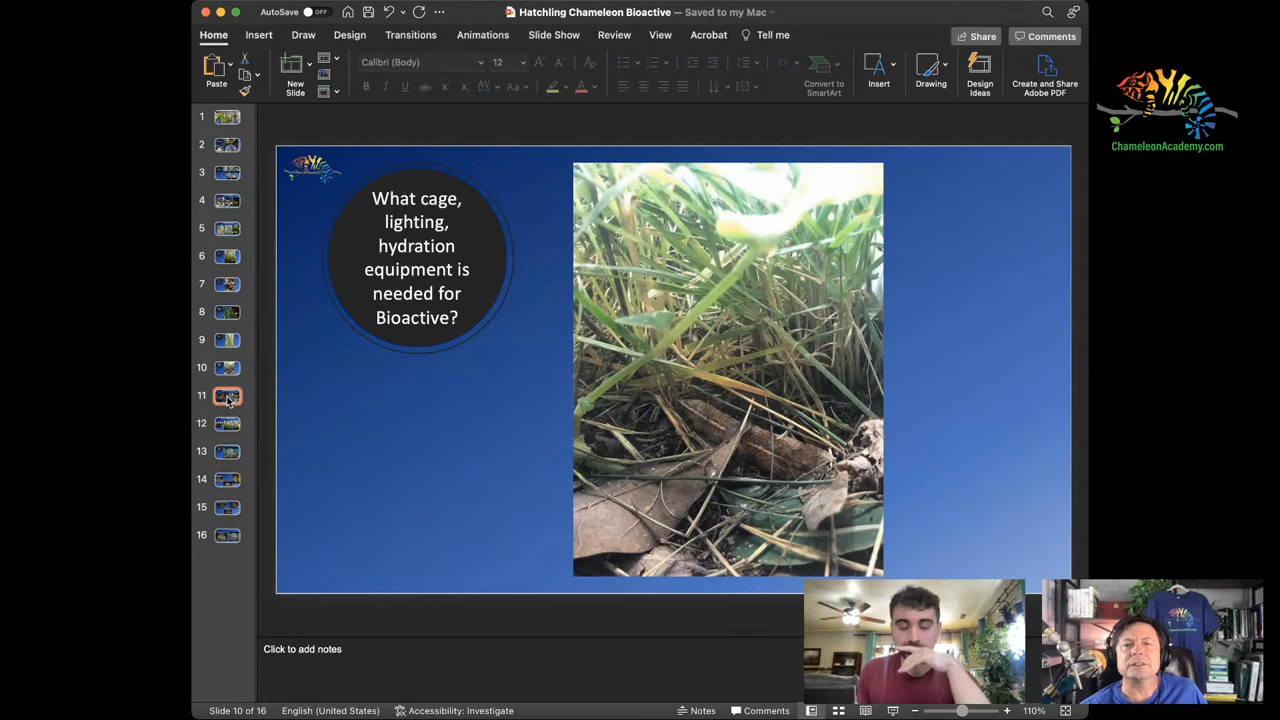 AutoSave OFF
Hatchling Chameleon Bioactive — Saved to my Mac
Home Insert Draw Design Transitions Animations Slide Show Review View Acrobat Tell me
Share Comments
Calibri (Body) 12
Paste
New
Slide
Convert to
SmartArt
Insert
Drawing
Design
Ideas
Create and Share
Adobe PDF
ChameleonAcademy.com
1
2
3
4
5
6
7
8
9
10
11
12
13
14
15
16
What cage,
lighting,
hydration
equipment is
needed for
Bioactive?
Click to add notes
Slide 10 of 16 English (United States) Accessibility: Investigate Notes Comments 110%